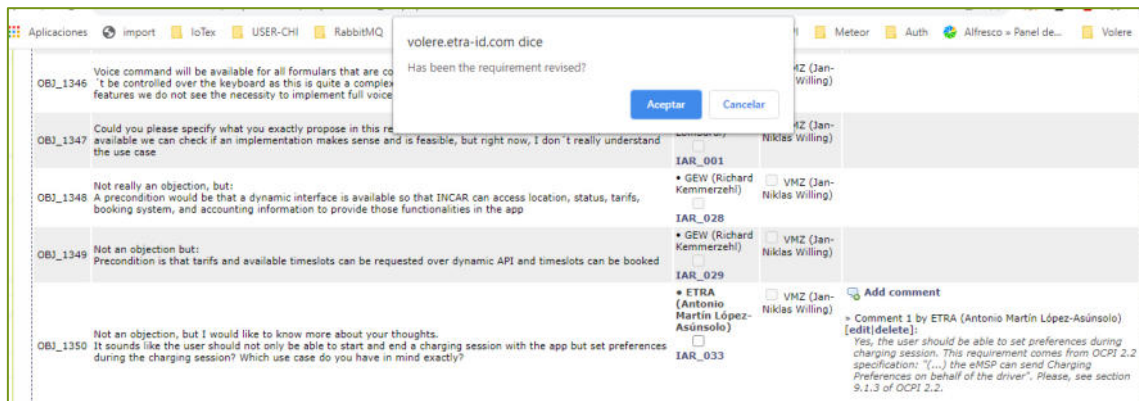 Aplicaciones import IoTex USER-CHI RabbitMQ Meteor Auth Alfresco » Panel de... Volere
volere.etra-id.com dice
Has been the requirement revised?
Aceptar Cancelar
OBJ_1346
Voice command will be available for all formulars that are
´t be controlled over the keyboard as this is quite a complex
features we do not see the necessity to implement full voice
Niklas Willing)
OBJ_1347
Could you please specify what you exactly propose in this
available we can check if an implementation makes sense and is feasible, but right now, I don´t really understand
the use case
IAR_001
Niklas Willing)
OBJ_1348
Not really an objection, but:
A precondition would be that a dynamic interface is available so that INCAR can access location, status, tarifs,
booking system, and accounting information to provide those functionalities in the app
• GEW (Richard
Kemmerzehl)
IAR_028
VMZ (Jan-
Niklas Willing)
OBJ_1349
Not an objection but:
Precondition is that tarifs and available timeslots can be requested over dynamic API and timeslots can be booked
• GEW (Richard
Kemmerzehl)
IAR_029
VMZ (Jan-
Niklas Willing)
OBJ_1350
Not an objection, but I would like to know more about your thoughts.
It sounds like the user should not only be able to start and end a charging session with the app but set preferences
during the charging session? Which use case do you have in mind exactly?
• ETRA
(Antonio
Martín López-
Asúnsolo)
IAR_033
VMZ (Jan-
Niklas Willing)
Add comment
» Comment 1 by ETRA (Antonio Martín López-Asúnsolo)
[edit|delete]:
Yes, the user should be able to set preferences during
charging session. This requirement comes from OCPI 2.2
specification: "(...) the eMSP can send Charging
Preferences on behalf of the driver". Please, see section
9.1.3 of OCPI 2.2.